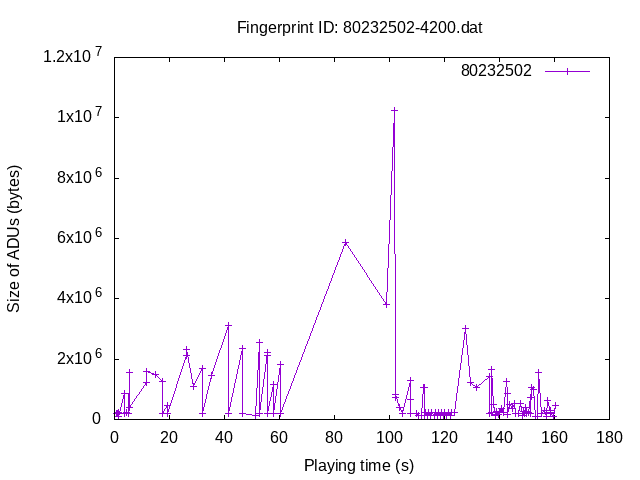 Fingerprint ID: 80232502-4200.dat
1.2x10^7
80232502
1x10^7
8x10^6
6x10^6
4x10^6
2x10^6
0
Size of ADUs (bytes)
0 20 40 60 80 100 120 140 160 180
Playing time (s)